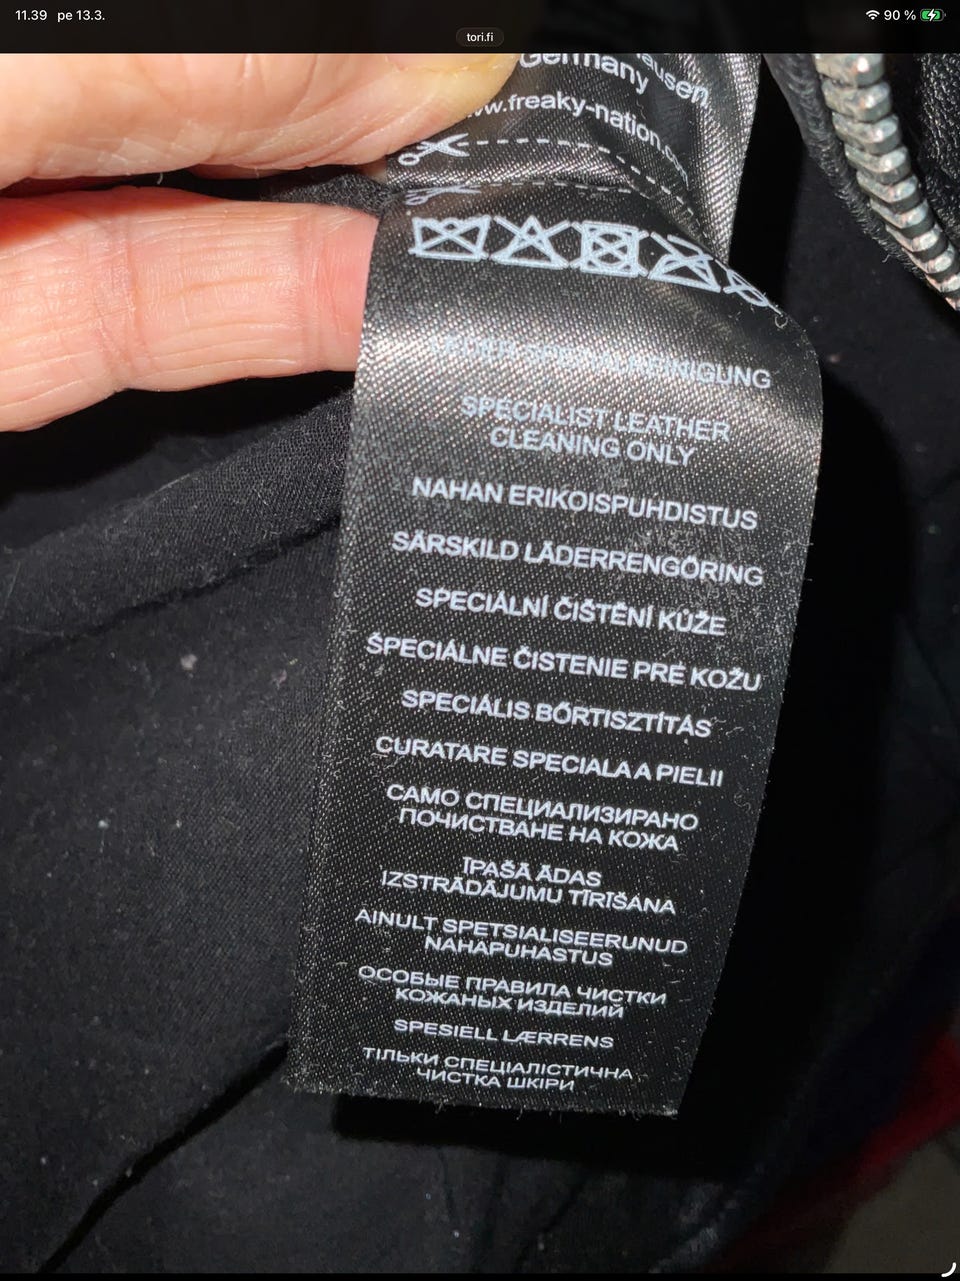 11.39 pe 13.3.
90 %
tori.fi
Germany
www.freaky-nation
LEDER SPEZIALREINIGUNG
SPECIALIST LEATHER
CLEANING ONLY
NAHAN ERIKOISPUHDISTUS
SÄRSKILD LÄDERRENGÖRING
SPECIÁLNÍ ČIŠTĚNÍ KŮŽE
ŠPECIÁLNE ČISTENIE PRE KOŽU
SPECIÁLIS BŐRTISZTÍTÁS
CURATARE SPECIALA A PIELII
САМО СПЕЦИАЛИЗИРАНО
ПОЧИСТВАНЕ НА КОЖА
ĪPAŠĀ ĀDAS
IZSTRĀDĀJUMU TĪRĪŠANA
AINULT SPETSIALISEERUNUD
NAHAPUHASTUS
ОСОБЫЕ ПРАВИЛА ЧИСТКИ
КОЖАНЫХ ИЗДЕЛИЙ
SPESIELL LÆRRENS
ТІЛЬКИ СПЕЦІАЛІСТИЧНА
ЧИСТКА ШКІРИ